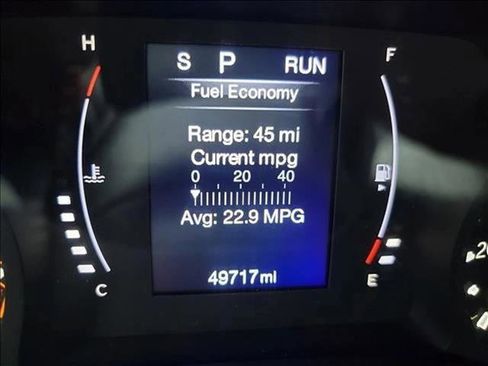 H
F
S P RUN
Fuel Economy
Range: 45 mi
Current mpg
0 20 40
Avg: 22.9 MPG
49717mi
C
E